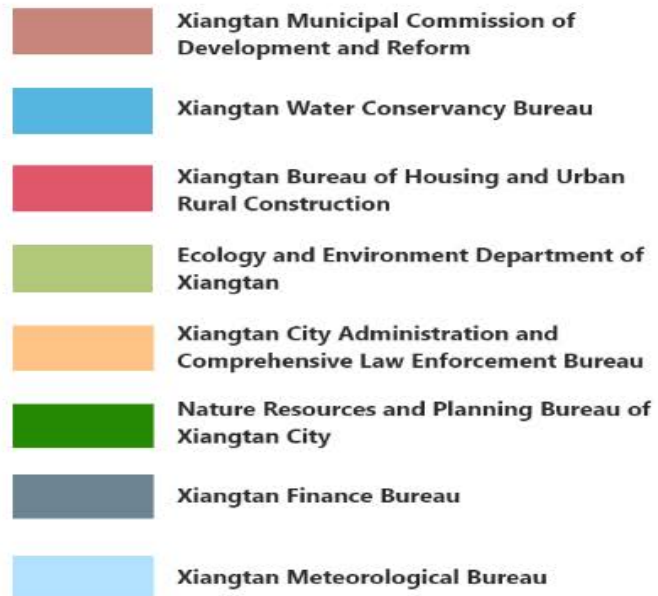 Xiangtan Municipal Commission of
Development and Reform
Xiangtan Water Conservancy Bureau
Xiangtan Bureau of Housing and Urban
Rural Construction
Ecology and Environment Department of
Xiangtan
Xiangtan City Administration and
Comprehensive Law Enforcement Bureau
Nature Resources and Planning Bureau of
Xiangtan City
Xiangtan Finance Bureau
Xiangtan Meteorological Bureau